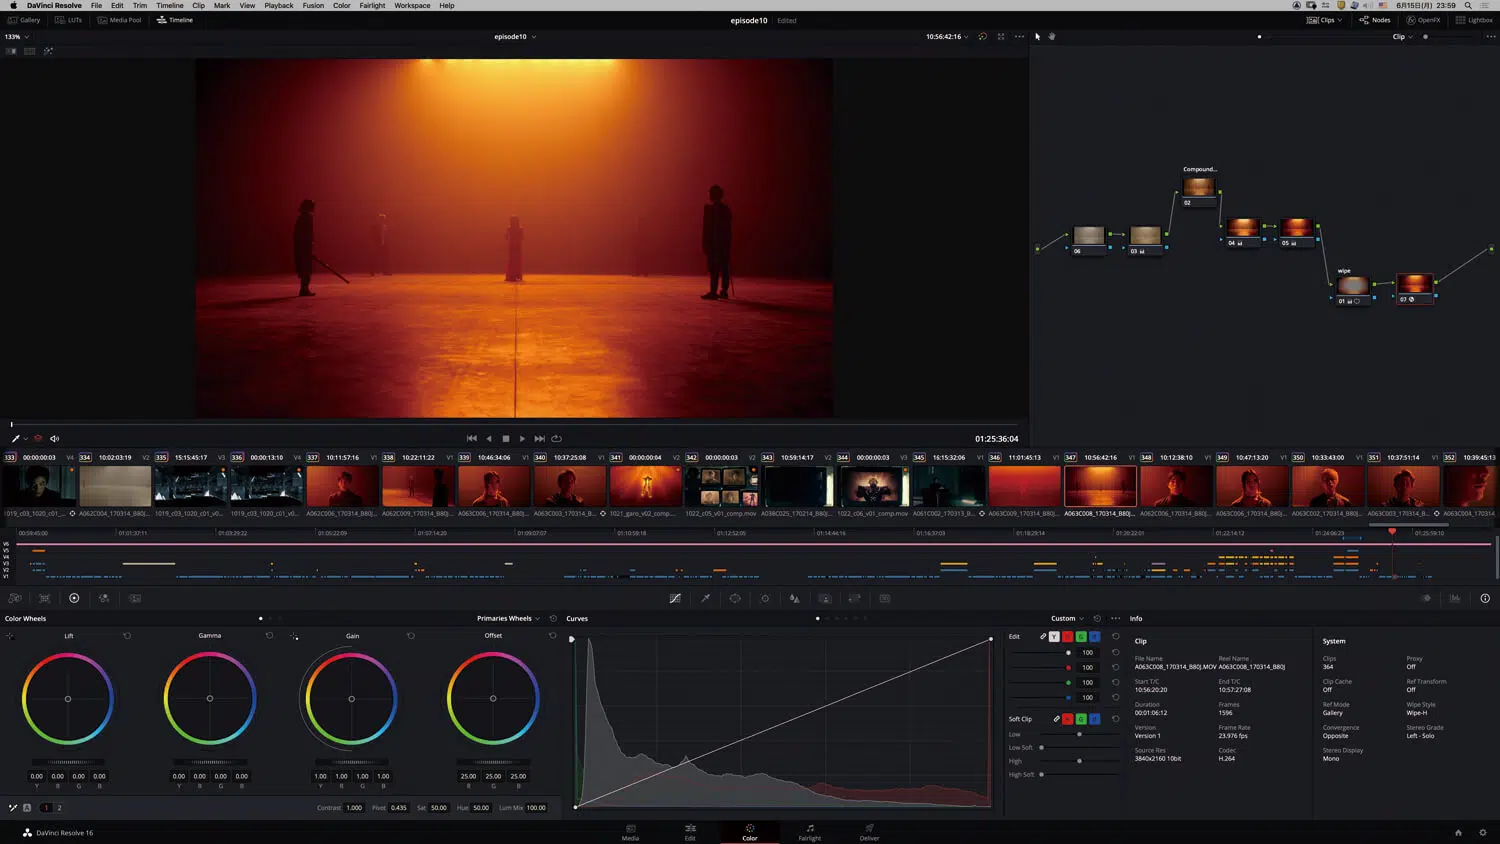 DaVinci Resolve File Edit Trim Timeline Clip Mark View Playback Fusion Color Fairlight Workspace Help
6月15日(月) 23:59
Gallery LUTs Media Pool Timeline
episode10 Edited
Clips Nodes OpenFX Lightbox
133%
episode10
10:56:42:16
Clip
Compound...
02
06
03
04
05
wipe
01
07
01:25:36:04
333 00:00:00:03 V4
334 10:02:03:19 V2
335 15:15:45:17 V3
336 00:00:13:10 V4
337 10:11:57:16 V1
338 10:22:11:22 V1
339 10:46:34:06 V1
340 10:37:25:08 V1
341 00:00:00:04 V1
342 00:00:00:03 V2
343 10:59:14:17 V1
344 00:00:00:03 V2
345 16:15:32:06 V1
346 11:01:45:13 V1
347 10:56:42:16 V1
348 10:12:38:10 V1
349 10:47:13:20 V1
350 10:33:43:00 V1
351 10:37:51:14 V1
352 10:39:45:13
1019_c03_1020_c01_...
A062C004_170314_B80J...
1019_c03_1020_c01_v0...
1019_c03_1020_c01_v0...
A062C006_170314_B80J...
A062C009_170314_B80J...
A063C006_170314_B80J...
A063C003_170314_B...
1021_garo_v02_comp....
1022_c05_v01_comp.mov
A038C025_170214_B80J...
1022_c06_v01_comp.mov
A012C001_170313_B...
A063C009_170314_B80J...
A063C008_170314_B80J...
A062C007_170314_B80J...
A063C006_170314_B80J...
A063C002_170314_B80J...
A063C003_170314_B...
A063C004_170314_B80J
00:59:45:00 01:01:37:11 01:03:29:22 01:05:22:09 01:07:14:20 01:09:07:07 01:10:59:18 01:12:52:05 01:14:44:16 01:16:37:03 01:18:29:14 01:20:22:01 01:22:14:12 01:24:06:23 01:25:59:10
V6
V5
V4
V3
V2
V1
Color Wheels
Primaries Wheels
Lift
Gamma
Gain
Offset
0.00 0.00 0.00 0.00
Y R G B
0.00 0.00 0.00 0.00
Y R G B
1.00 1.00 1.00 1.00
Y R G B
25.00 25.00 25.00
R G B
A 1 2
Contrast 1.000 Pivot 0.435 Sat 50.00 Hue 50.00 Lum Mix 100.00
Curves
Custom
Edit Y R G B
100
100
100
100
Soft Clip R G B
Low
Low Soft
High
High Soft
Info
Clip
File Name
A063C008_170314_B80J.MOV
Reel Name
A063C008_170314_B80J
Start T/C
10:56:20:20
End T/C
10:57:27:08
Duration
00:01:06:12
Frames
1596
Version
Version 1
Frame Rate
23.976 fps
Source Res
3840x2160 10bit
Codec
H.264
System
Clips
364
Proxy
Off
Clip Cache
Off
Ref Transform
Off
Ref Mode
Gallery
Wipe Style
Wipe-H
Convergence
Opposite
Stereo Grade
Left - Solo
Stereo Display
Mono
DaVinci Resolve 16
Media Edit Color Fairlight Deliver